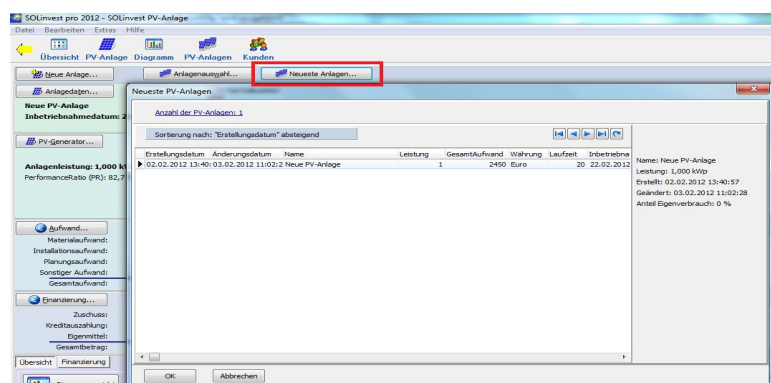 SOLinvest pro 2012 - SOLinvest PV-Anlage
Datei Bearbeiten Extras Hilfe
Übersicht PV-Anlage Diagramm PV-Anlagen Kunden
Neue Anlage... Anlagenauswahl... Neueste Anlagen...
Anlagedaten...
Neue PV-Anlage
Inbetriebnahmedatum: 2
PV-Generator...
Anlagenleistung: 1,000 k
PerformanceRatio (PR): 82,7
Aufwand...
Materialaufwand:
Installationsaufwand:
Planungsaufwand:
Sonstiger Aufwand:
Gesamtaufwand:
Finanzierung...
Zuschuss:
Kreditauszahlung:
Eigenmittel:
Gesamtbetrag:
Übersicht Finanzierung
Neueste PV-Anlagen
Anzahl der PV-Anlagen: 1
Sortierung nach: "Erstellungsdatum" absteigend
Erstellungsdatum Änderungsdatum Name Leistung GesamtAufwand Währung Laufzeit Inbetriebna
02.02.2012 13:40: 03.02.2012 11:02:2 Neue PV-Anlage 1 2450 Euro 20 22.02.2012
Name: Neue PV-Anlage
Leistung: 1,000 kWp
Erstellt: 02.02.2012 13:40:57
Geändert: 03.02.2012 11:02:28
Anteil Eigenverbrauch: 0 %
OK Abbrechen